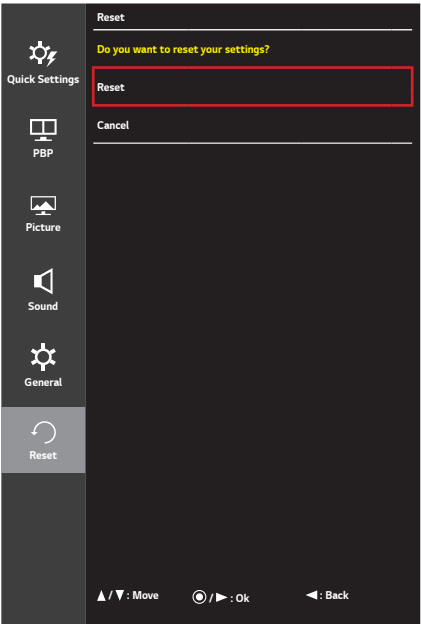 Reset
Do you want to reset your settings?
Reset
Cancel
Quick Settings
PBP
Picture
Sound
General
Reset
/ : Move
/ : Ok
: Back